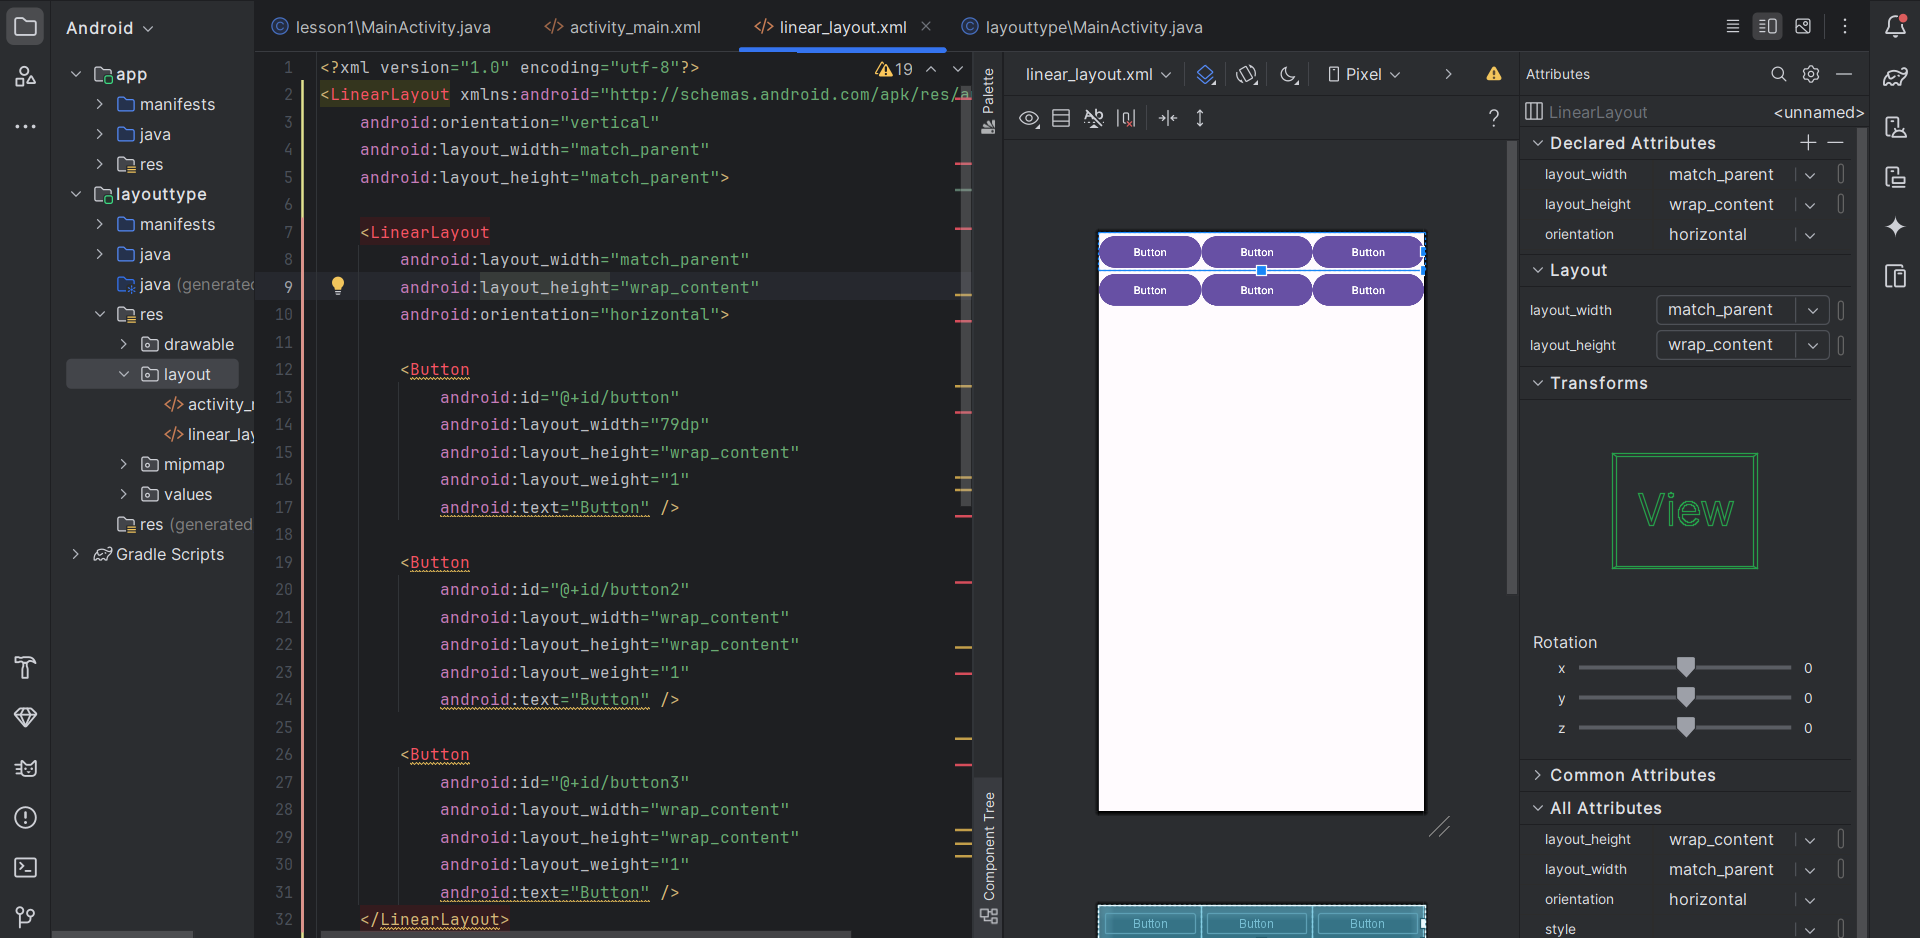 Android
lesson1\MainActivity.java
activity_main.xml
linear_layout.xml
layouttype\MainActivity.java
app
manifests
java
res
layouttype
manifests
java
java (generated
res
drawable
layout
activity_
linear_lay
mipmap
values
res (generated
Gradle Scripts
19
1 <?xml version="1.0" encoding="utf-8"?>
2 <LinearLayout xmlns:android="http://schemas.android.com/apk/res/a
3 android:orientation="vertical"
4 android:layout_width="match_parent"
5 android:layout_height="match_parent">
6
7 <LinearLayout
8 android:layout_width="match_parent"
9 android:layout_height="wrap_content"
10 android:orientation="horizontal">
11
12 <Button
13 android:id="@+id/button"
14 android:layout_width="79dp"
15 android:layout_height="wrap_content"
16 android:layout_weight="1"
17 android:text="Button" />
18
19 <Button
20 android:id="@+id/button2"
21 android:layout_width="wrap_content"
22 android:layout_height="wrap_content"
23 android:layout_weight="1"
24 android:text="Button" />
25
26 <Button
27 android:id="@+id/button3"
28 android:layout_width="wrap_content"
29 android:layout_height="wrap_content"
30 android:layout_weight="1"
31 android:text="Button" />
32 </LinearLayout>
Palette
Component Tree
linear_layout.xml
Pixel
?
Button Button Button
Button Button Button
Button Button Button
Attributes
LinearLayout <unnamed>
Declared Attributes
layout_width match_parent
layout_height wrap_content
orientation horizontal
Layout
layout_width match_parent
layout_height wrap_content
Transforms
View
Rotation
x 0
y 0
z 0
Common Attributes
All Attributes
layout_height wrap_content
layout_width match_parent
orientation horizontal
style